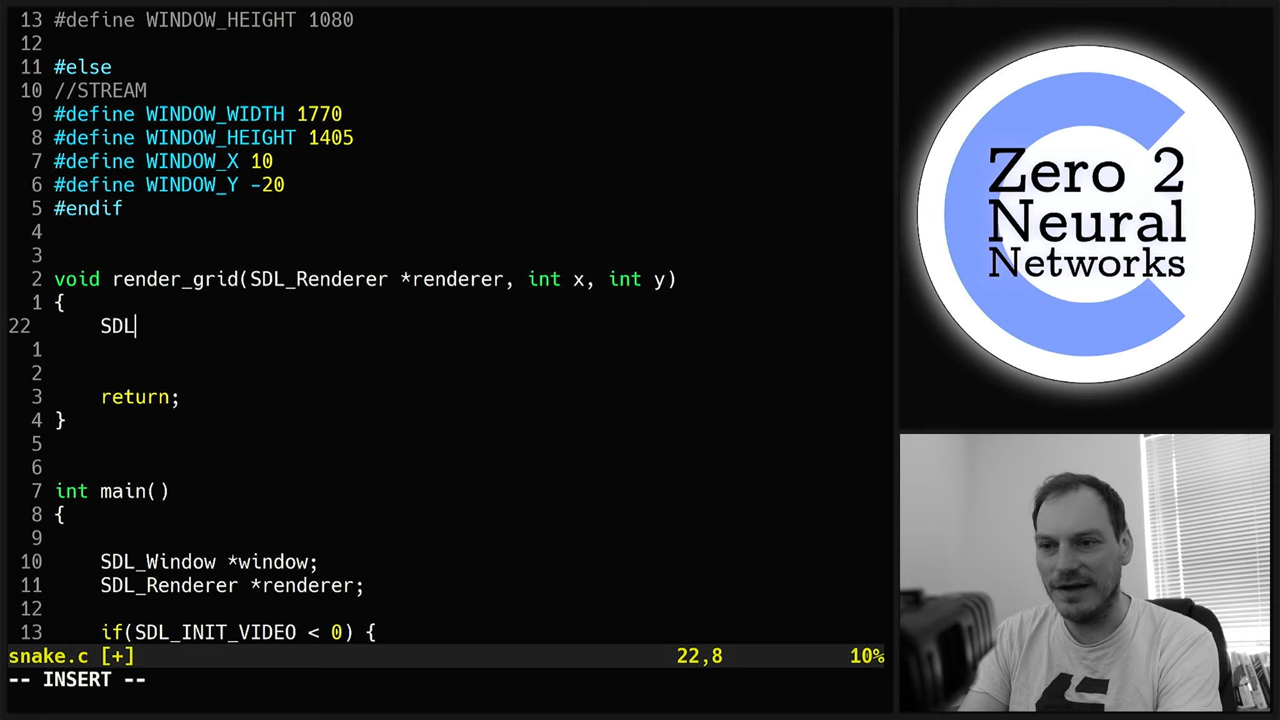 13 #define WINDOW_HEIGHT 1080
12
11 #else
10 //STREAM
9 #define WINDOW_WIDTH 1770
8 #define WINDOW_HEIGHT 1405
7 #define WINDOW_X 10
6 #define WINDOW_Y -20
5 #endif
4
3
2 void render_grid(SDL_Renderer *renderer, int x, int y)
1 {
22 SDL
1
2
3 return;
4 }
5
6
7 int main()
8 {
9
10 SDL_Window *window;
11 SDL_Renderer *renderer;
12
13 if(SDL_INIT_VIDEO < 0) {
snake.c [+] 22,8 10%
-- INSERT --
Zero 2
Neural
Networks